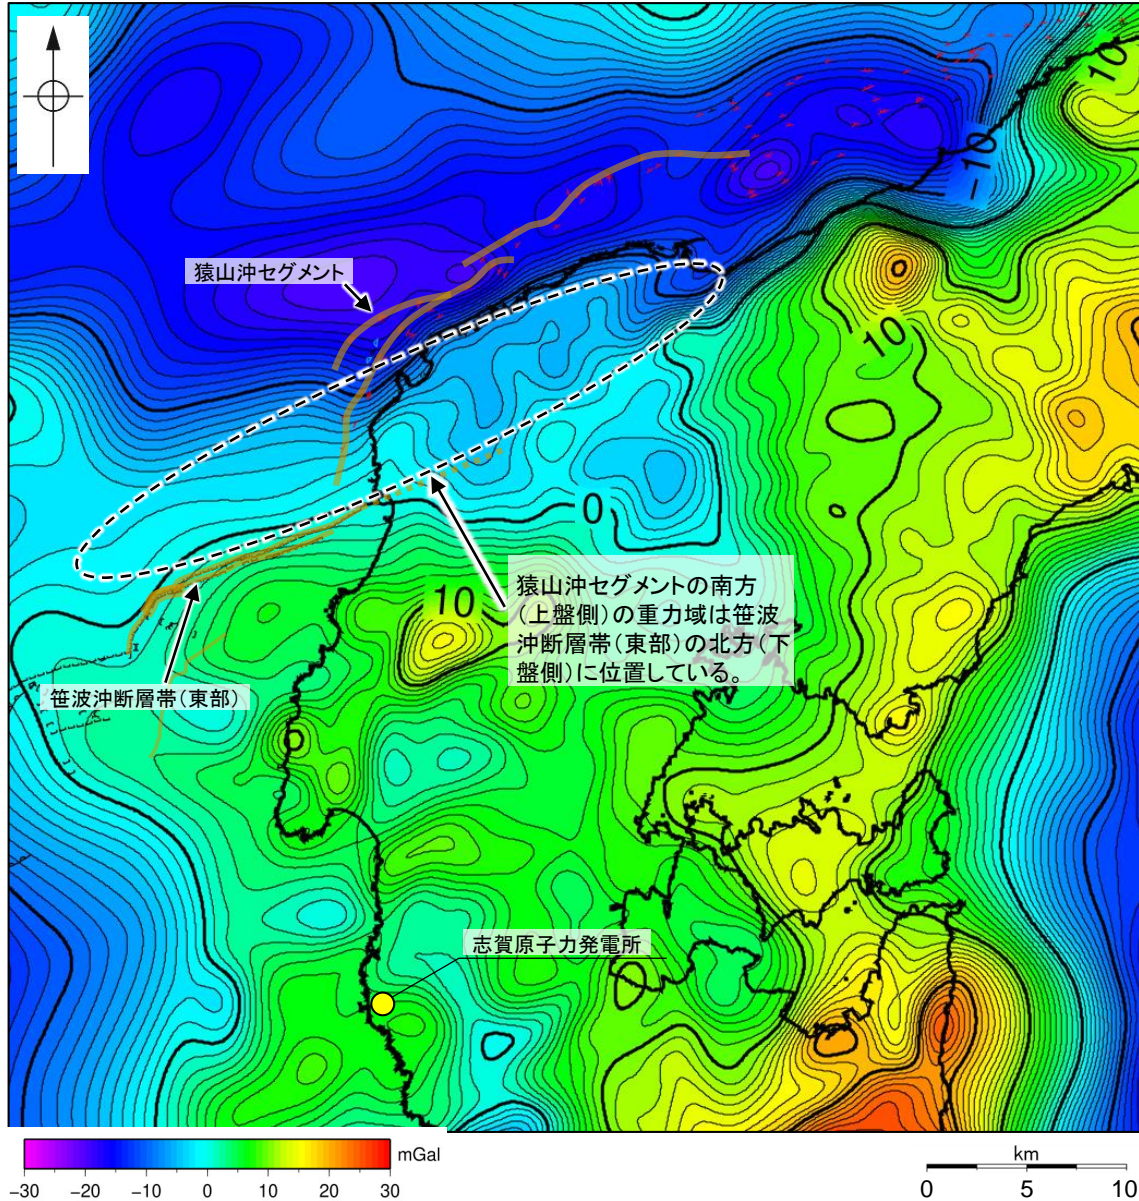 10
-10
猿山沖セグメント
10
0
猿山沖セグメントの南方
(上盤側)の重力域は笹波
沖断層帯(東部)の北方(下
盤側)に位置している。
10
笹波沖断層帯(東部)
志賀原子力発電所
mGal
-30 -20 -10 0 10 20 30
km
0 5 10